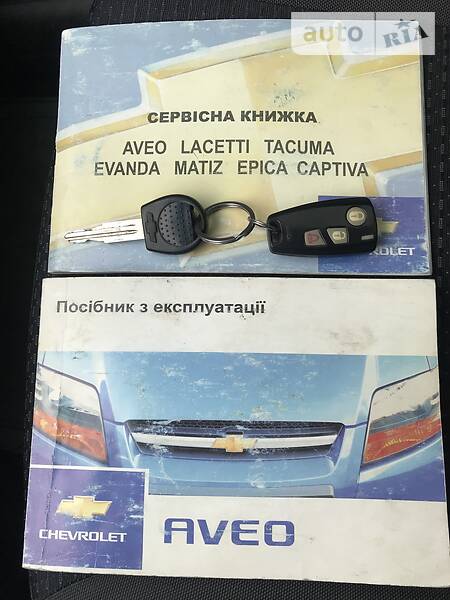 auto RIA
СЕРВІСНА КНИЖКА
AVEO LACETTI TACUMA
EVANDA MATIZ EPICA CAPTIVA
ROLET
Посібник з експлуатації
CHEVROLET
AVEO